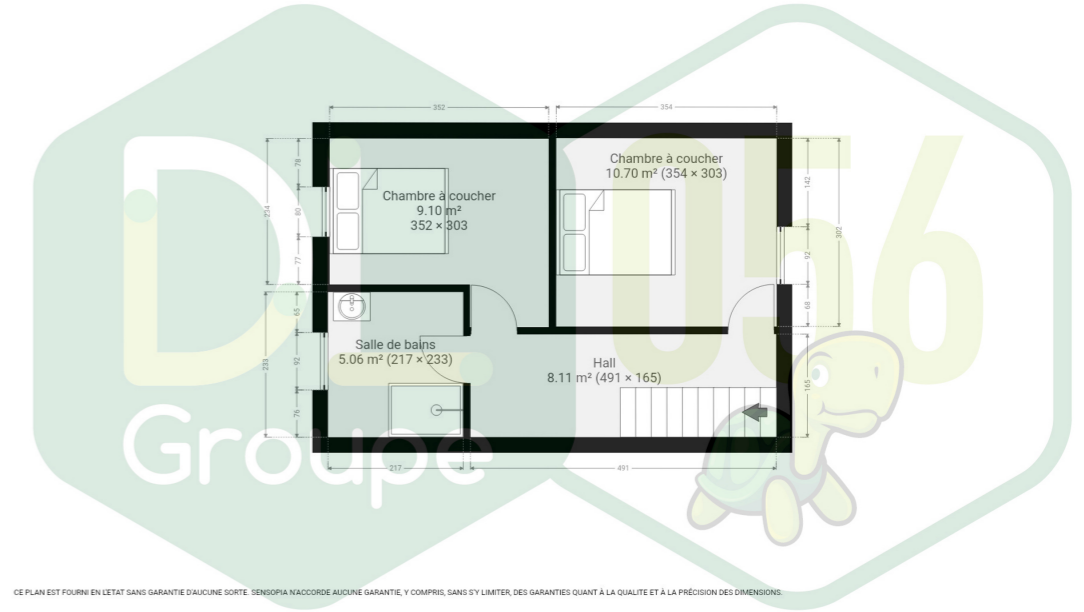 352
354
Chambre à coucher
9.10 m²
352 × 303
Chambre à coucher
10.70 m² (354 × 303)
78
80
77
234
142
92
68
302
Salle de bains
5.06 m² (217 × 233)
65
92
76
233
Hall
8.11 m² (491 × 165)
165
217
491
Di.
Groupe
056
CE PLAN EST FOURNI EN L'ETAT SANS GARANTIE D'AUCUNE SORTE. SENSOPIA N'ACCORDE AUCUNE GARANTIE, Y COMPRIS, SANS S'Y LIMITER, DES GARANTIES QUANT À LA QUALITE ET À LA PRÉCISION DES DIMENSIONS.